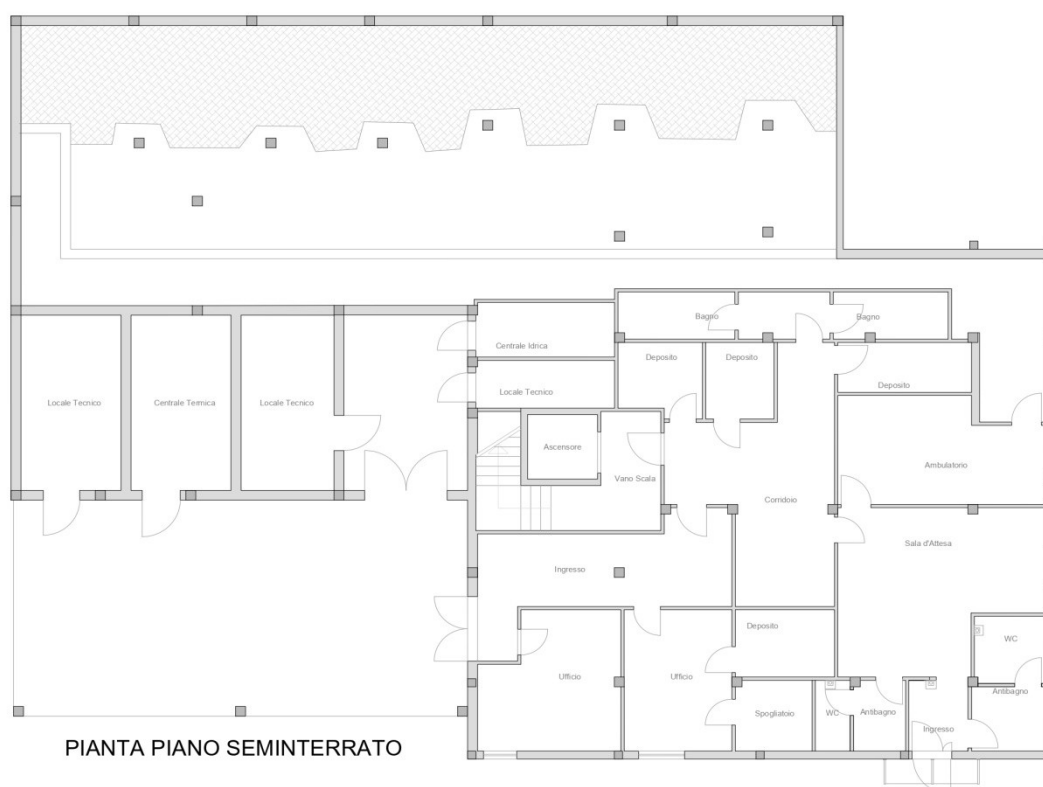 Bagno
Bagno
Centrale Idrica
Deposito
Deposito
Deposito
Locale Tecnico
Locale Tecnico
Centrale Termica
Locale Tecnico
Ascensore
Ambulatorio
Vano Scala
Corridoio
Sala d'Attesa
Ingresso
Deposito
WC
Ufficio
Ufficio
Antibagno
Spogliatoio
WC
Antibagno
Ingresso
PIANTA PIANO SEMINTERRATO